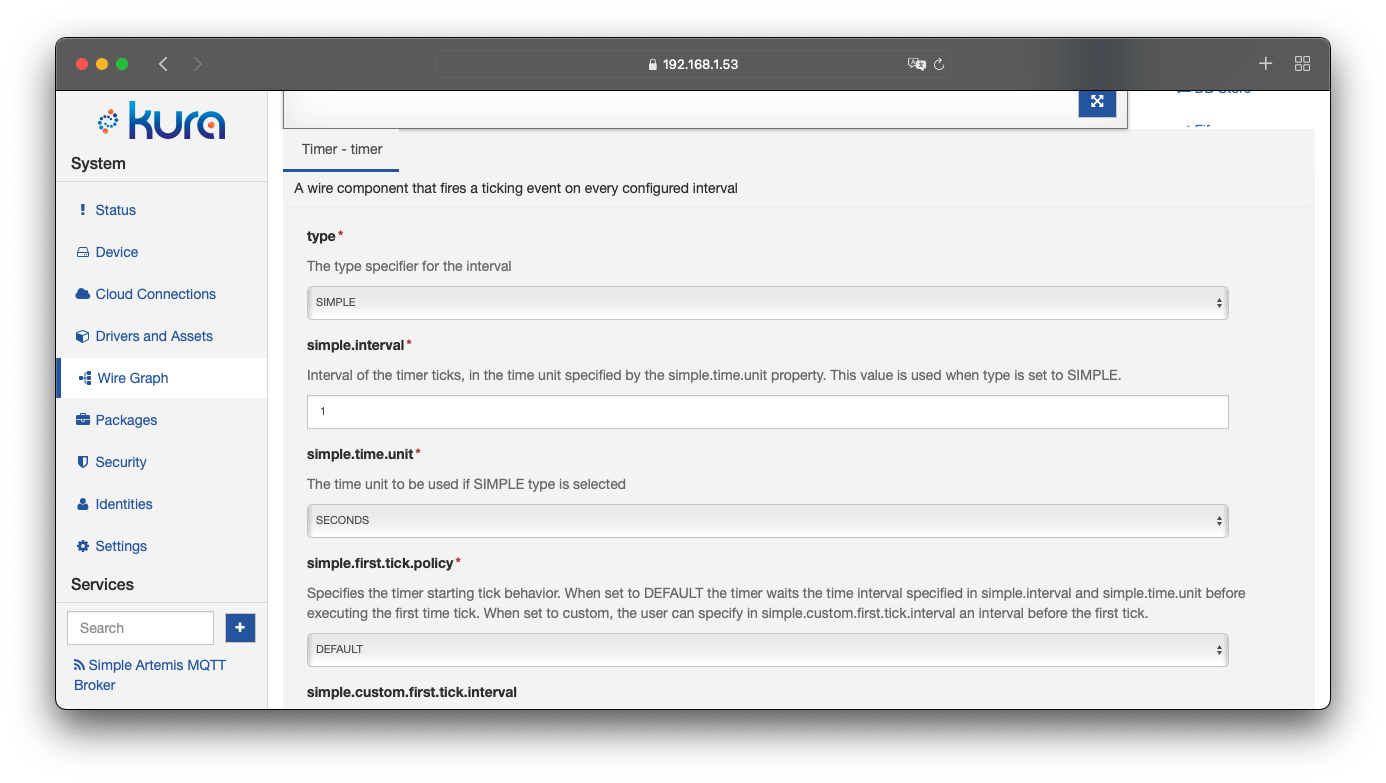 192.168.1.53
kura
System
Status
Device
Cloud Connections
Drivers and Assets
Wire Graph
Packages
Security
Identities
Settings
Services
Search
Simple Artemis MQTT
Broker
DB Store
Timer - timer
A wire component that fires a ticking event on every configured interval
type*
The type specifier for the interval
SIMPLE
simple.interval*
Interval of the timer ticks, in the time unit specified by the simple.time.unit property. This value is used when type is set to SIMPLE.
1
simple.time.unit*
The time unit to be used if SIMPLE type is selected
SECONDS
simple.first.tick.policy*
Specifies the timer starting tick behavior. When set to DEFAULT the timer waits the time interval specified in simple.interval and simple.time.unit before
executing the first time tick. When set to custom, the user can specify in simple.custom.first.tick.interval an interval before the first tick.
DEFAULT
simple.custom.first.tick.interval